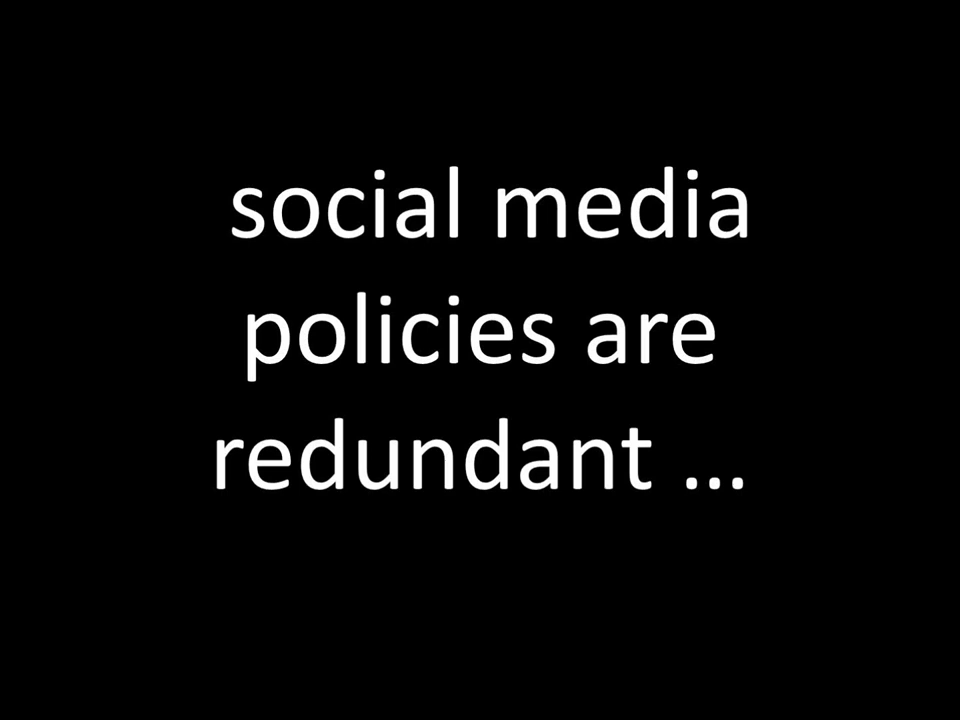 social media
policies are
redundant …